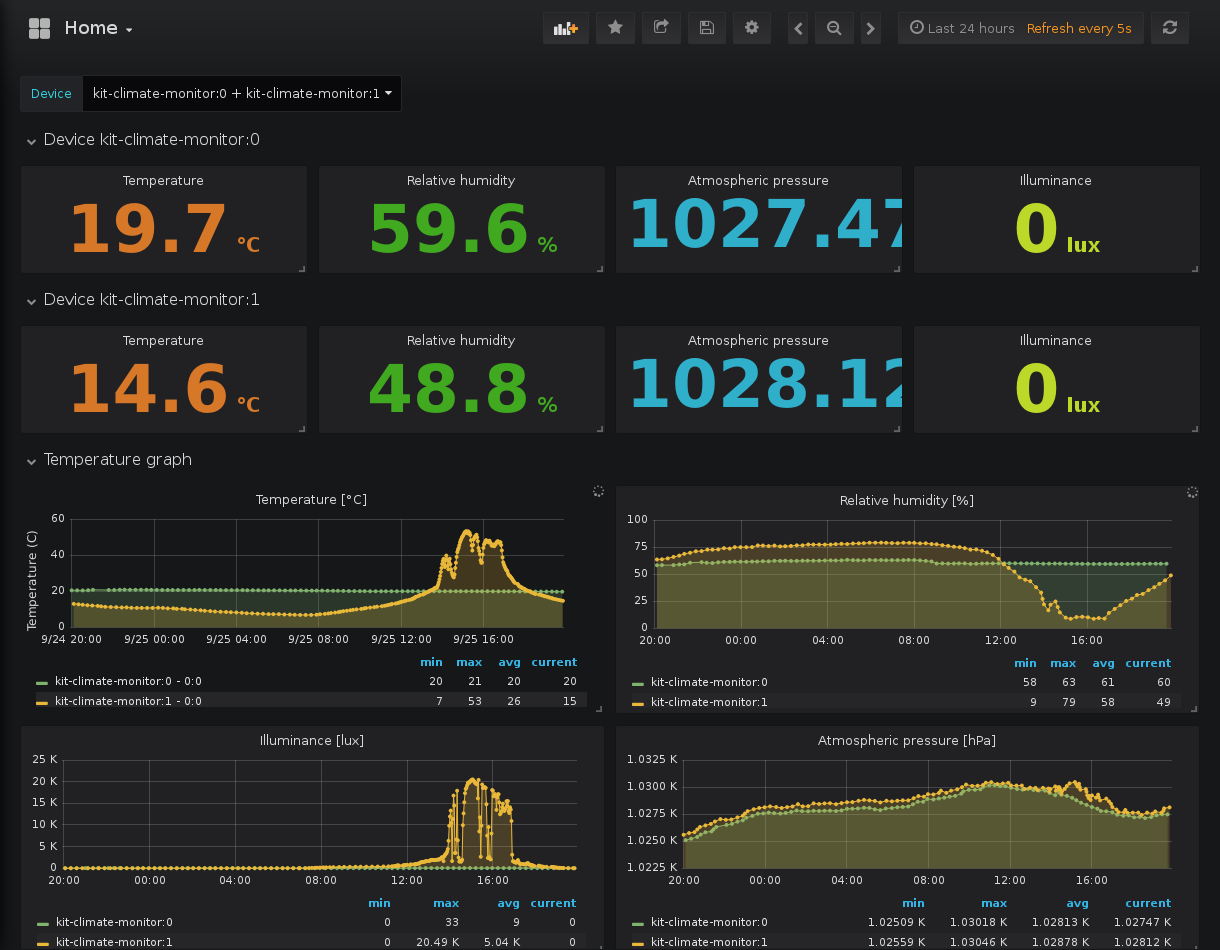 Home
Last 24 hours Refresh every 5s
Device kit-climate-monitor:0 + kit-climate-monitor:1
Device kit-climate-monitor:0
Temperature Relative humidity Atmospheric pressure Illuminance
19.7 °C 59.6 % 1027.47 0 lux
Device kit-climate-monitor:1
Temperature Relative humidity Atmospheric pressure Illuminance
14.6 °C 48.8 % 1028.12 0 lux
Temperature graph
Temperature [°C]
Temperature (C)
60
40
20
0
9/24 20:00 9/25 00:00 9/25 04:00 9/25 08:00 9/25 12:00 9/25 16:00
min max avg current
kit-climate-monitor:0 - 0:0 20 21 20 20
kit-climate-monitor:1 - 0:0 7 53 26 15
Relative humidity [%]
100
75
50
25
0
20:00 00:00 04:00 08:00 12:00 16:00
min max avg current
kit-climate-monitor:0 58 63 61 60
kit-climate-monitor:1 9 79 58 49
Illuminance [lux]
25 K
20 K
15 K
10 K
5 K
0
20:00 00:00 04:00 08:00 12:00 16:00
min max avg current
kit-climate-monitor:0 0 33 9 0
kit-climate-monitor:1 0 20.49 K 5.04 K 0
Atmospheric pressure [hPa]
1.0325 K
1.0300 K
1.0275 K
1.0250 K
1.0225 K
20:00 00:00 04:00 08:00 12:00 16:00
min max avg current
kit-climate-monitor:0 1.02509 K 1.03018 K 1.02813 K 1.02747 K
kit-climate-monitor:1 1.02559 K 1.03046 K 1.02878 K 1.02812 K